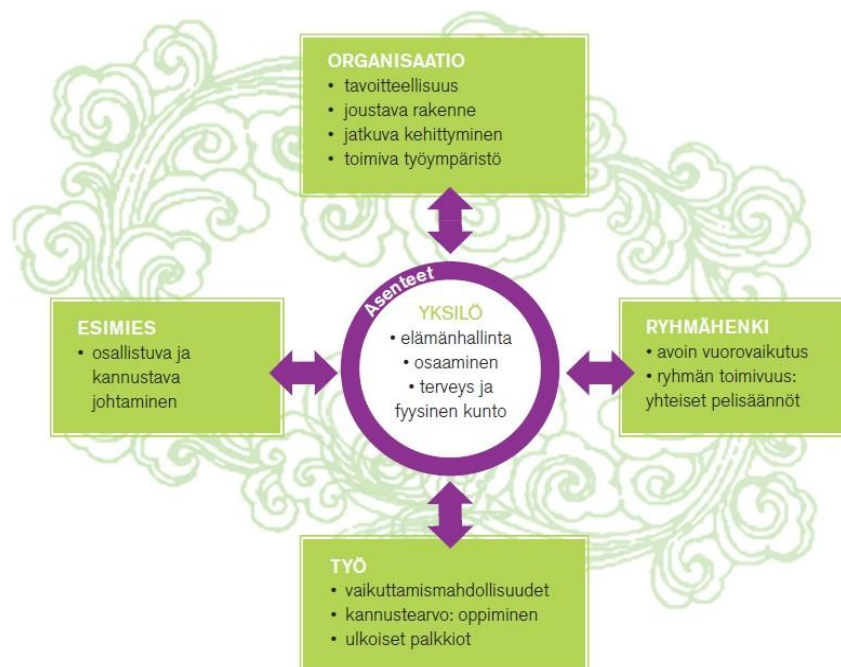 ORGANISAATIO
• tavoitteellisuus
• joustava rakenne
• jatkuva kehittyminen
• toimiva työympäristö
Asenteet
ESIMIES
• osallistuva ja
kannustava
johtaminen
YKSILÖ
• elämänhallinta
• osaaminen
• terveys ja
fyysinen kunto
RYHMÄHENKI
• avoin vuorovaikutus
• ryhmän toimivuus:
yhteiset pelisäännöt
TYÖ
• vaikuttamismahdollisuudet
• kannustearvo: oppiminen
• ulkoiset palkkiot